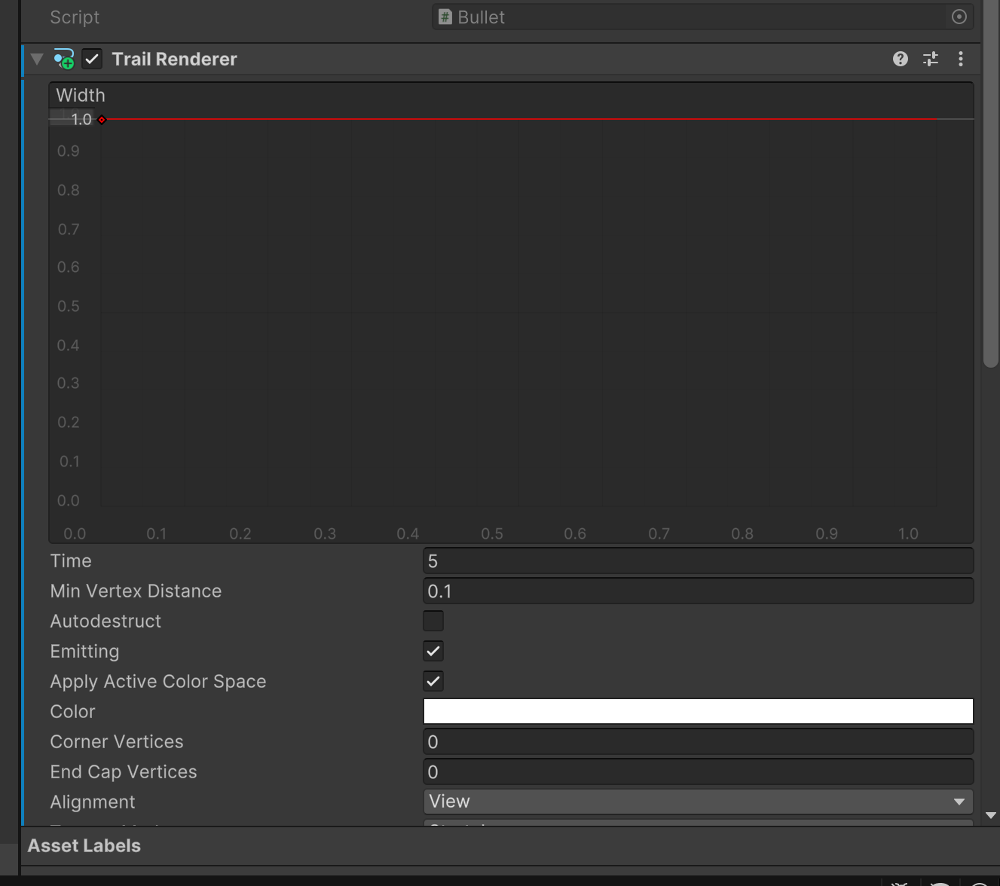 Script
# Bullet
Trail Renderer
Width
1.0
0.9
0.8
0.7
0.6
0.5
0.4
0.3
0.2
0.1
0.0
0.0 0.1 0.2 0.3 0.4 0.5 0.6 0.7 0.8 0.9 1.0
Time 5
Min Vertex Distance 0.1
Autodestruct
Emitting
Apply Active Color Space
Color
Corner Vertices 0
End Cap Vertices 0
Alignment View
Asset Labels